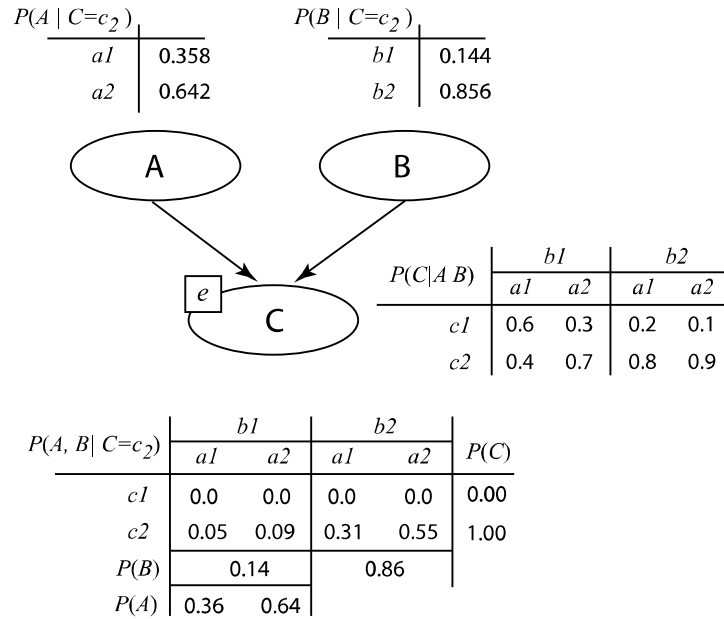 P(A | C=c2) P(B | C=c2)
a1 0.358 b1 0.144
a2 0.642 b2 0.856
A B
b1 b2
P(C|A B) a1 a2 a1 a2
e
C c1 0.6 0.3 0.2 0.1
c2 0.4 0.7 0.8 0.9
b1 b2
P(A, B| C=c2) a1 a2 a1 a2 P(C)
c1 0.0 0.0 0.0 0.0 0.00
c2 0.05 0.09 0.31 0.55 1.00
P(B) 0.14 0.86
P(A) 0.36 0.64